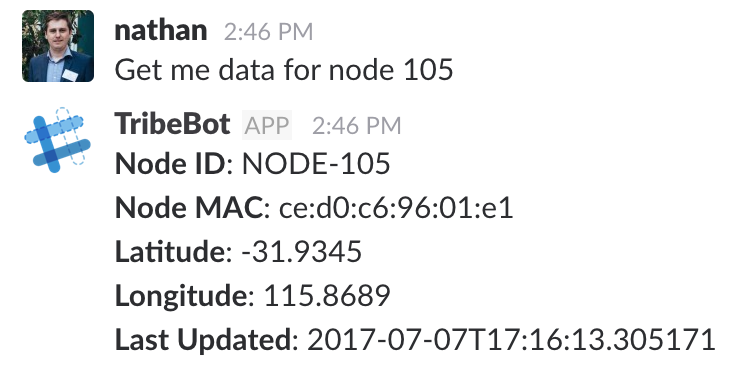 nathan 2:46 PM
Get me data for node 105
TribeBot APP 2:46 PM
Node ID: NODE-105
Node MAC: ce:d0:c6:96:01:e1
Latitude: -31.9345
Longitude: 115.8689
Last Updated: 2017-07-07T17:16:13.305171